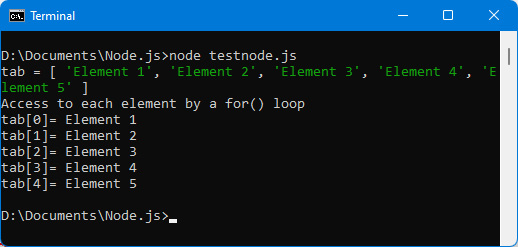 Terminal
D:\Documents\Node.js>node testnode.js
tab = [ 'Element 1', 'Element 2', 'Element 3', 'Element 4', 'E
lement 5' ]
Access to each element by a for() loop
tab[0]= Element 1
tab[1]= Element 2
tab[2]= Element 3
tab[3]= Element 4
tab[4]= Element 5
D:\Documents\Node.js>